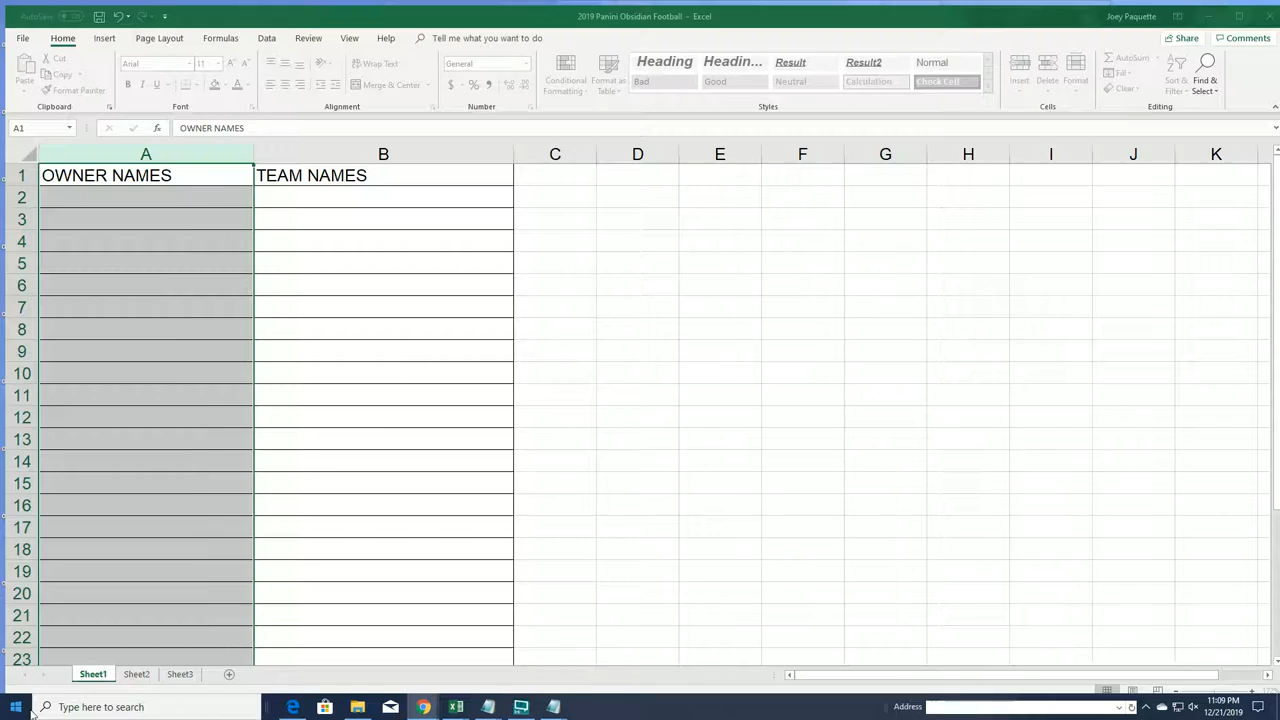 AutoSave Off
2019 Panini Obsidian Football - Excel
Joey Paquette
File Home Insert Page Layout Formulas Data Review View Help Tell me what you want to do
Share Comments
Paste
Cut
Copy
Format Painter
Clipboard
Arial 11
B I U
Font
Wrap Text
Merge & Center
Alignment
General
$ % ,
Number
Conditional Formatting
Format as Table
Heading Headin... Result Result2 Normal
Bad Good Neutral Calculation Check Cell
Styles
Insert Delete Format
Cells
AutoSum
Fill
Clear
Sort & Filter
Find & Select
Editing
A1 fx OWNER NAMES
A B C D E F G H I J K
1 OWNER NAMES TEAM NAMES
2
3
4
5
6
7
8
9
10
11
12
13
14
15
16
17
18
19
20
21
22
23
Sheet1 Sheet2 Sheet3
Type here to search
Address
11:09 PM
12/21/2019